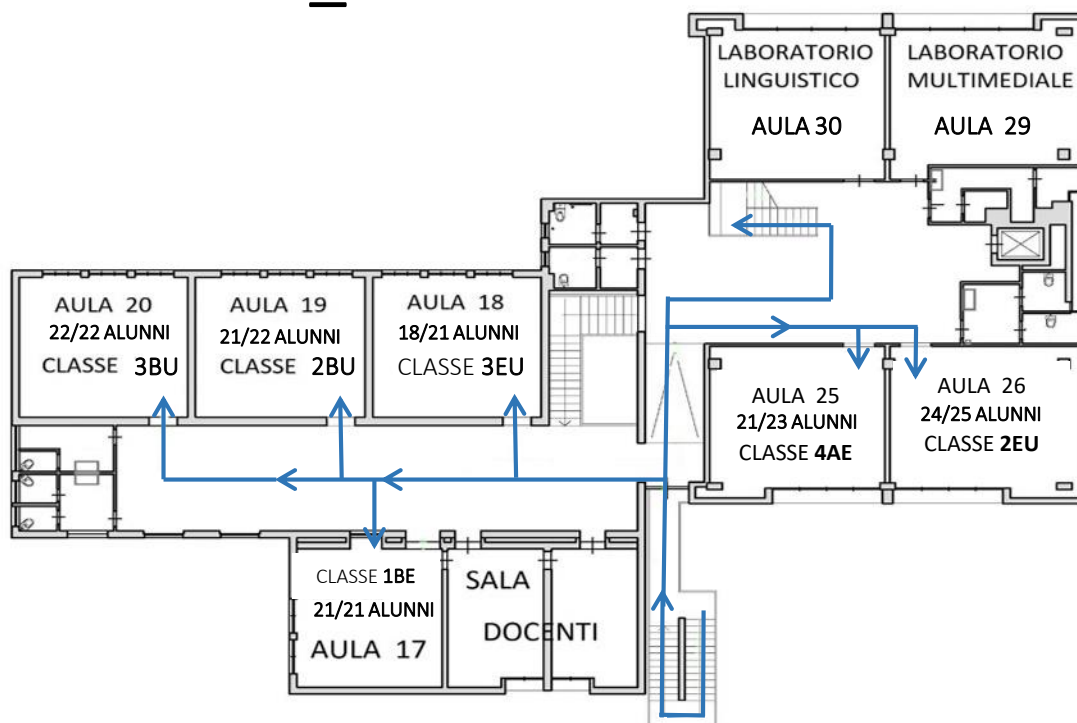 LABORATORIO
LINGUISTICO
AULA 30
LABORATORIO
MULTIMEDIALE
AULA 29
AULA 20
22/22 ALUNNI
CLASSE 3BU
AULA 19
21/22 ALUNNI
CLASSE 2BU
AULA 18
18/21 ALUNNI
CLASSE 3EU
AULA 25
21/23 ALUNNI
CLASSE 4AE
AULA 26
24/25 ALUNNI
CLASSE 2EU
CLASSE 1BE
21/21 ALUNNI
AULA 17
SALA
DOCENTI